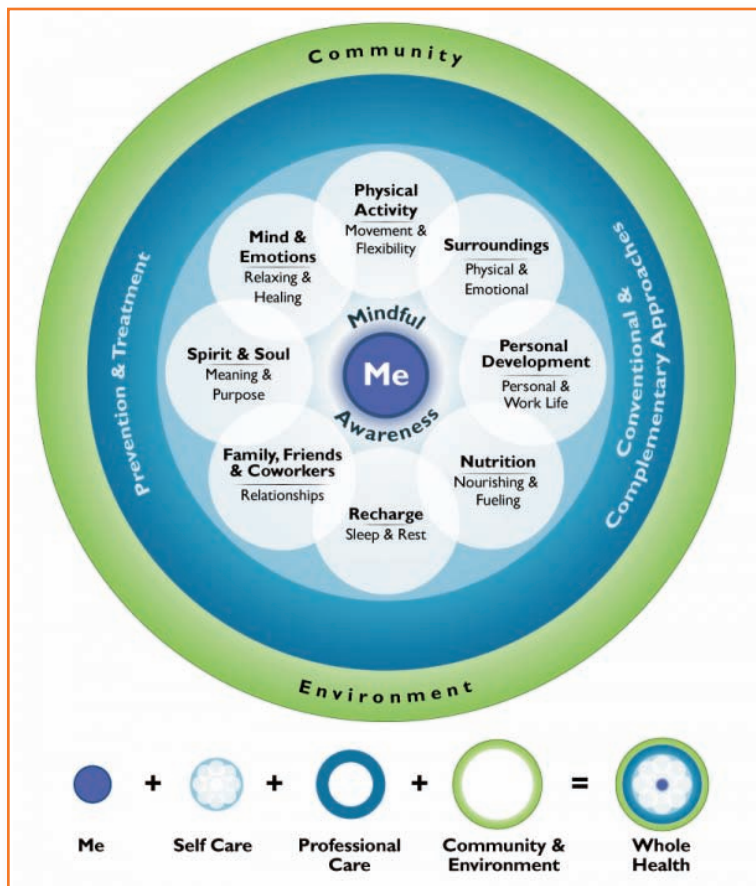 Community
Prevention & Treatment
Conventional &
Complementary Approaches
Physical
Activity
Movement &
Flexibility
Surroundings
Physical &
Emotional
Personal
Development
Personal &
Work Life
Nutrition
Nourishing &
Fueling
Recharge
Sleep & Rest
Family, Friends
& Coworkers
Relationships
Spirit & Soul
Meaning &
Purpose
Mind &
Emotions
Relaxing &
Healing
Mindful
Me
Awareness
Environment
+ + + =
Me Self Care Professional Care Community & Environment Whole Health